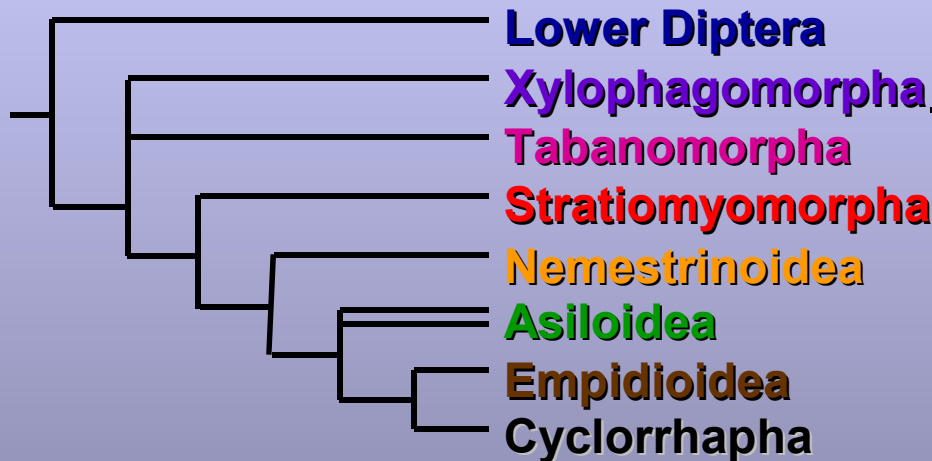 Lower Diptera
Xylophagomorpha
Tabanomorpha
Stratiomyomorpha
Nemestrinoidea
Asiloidea
Empidioidea
Cyclorrhapha